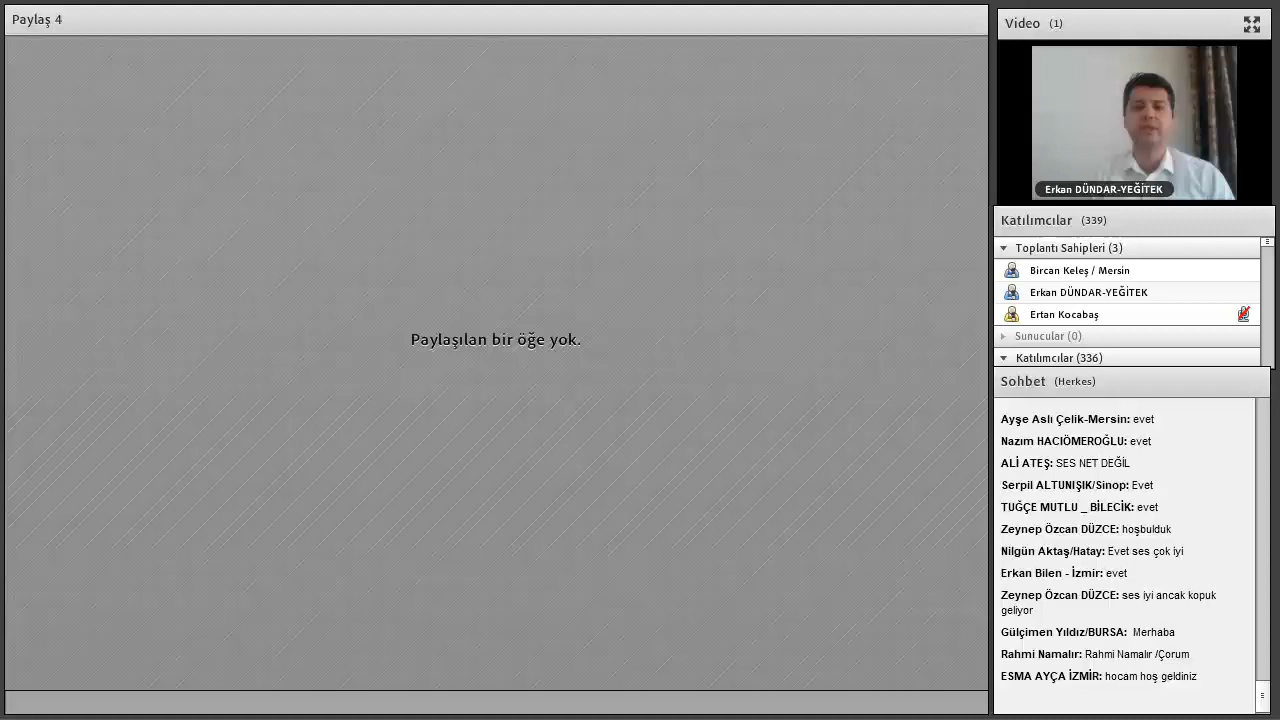 Paylaş 4
Paylaşılan bir öğe yok.
Video (1)
Erkan DÜNDAR-YEĞİTEK
Katılımcılar (339)
Toplantı Sahipleri (3)
Bircan Keleş / Mersin
Erkan DÜNDAR-YEĞİTEK
Ertan Kocabaş
Sunucular (0)
Katılımcılar (336)
Sohbet (Herkes)
Ayşe Aslı Çelik-Mersin: evet
Nazım HACIÖMEROĞLU: evet
ALİ ATEŞ: SES NET DEĞİL
Serpil ALTUNIŞIK/Sinop: Evet
TUĞÇE MUTLU _ BİLECİK: evet
Zeynep Özcan DÜZCE: hoşbulduk
Nilgün Aktaş/Hatay: Evet ses çok iyi
Erkan Bilen - İzmir: evet
Zeynep Özcan DÜZCE: ses iyi ancak kopuk
geliyor
Gülçimen Yıldız/BURSA: Merhaba
Rahmi Namalır: Rahmi Namalır /Çorum
ESMA AYÇA İZMİR: hocam hoş geldiniz